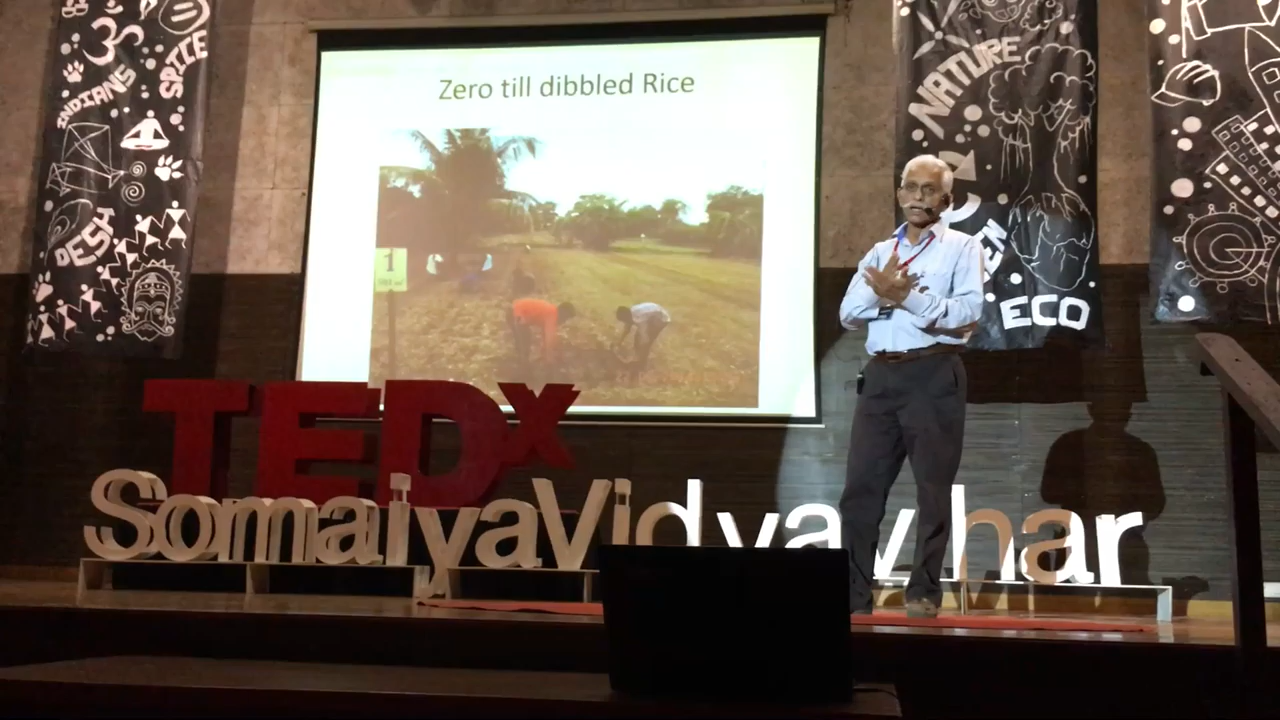 ॐ
SPICE
INDIANS
DESH
Zero till dibbled Rice
1
NATURE
ECO
TEDx
SomaiyaVidyavihar